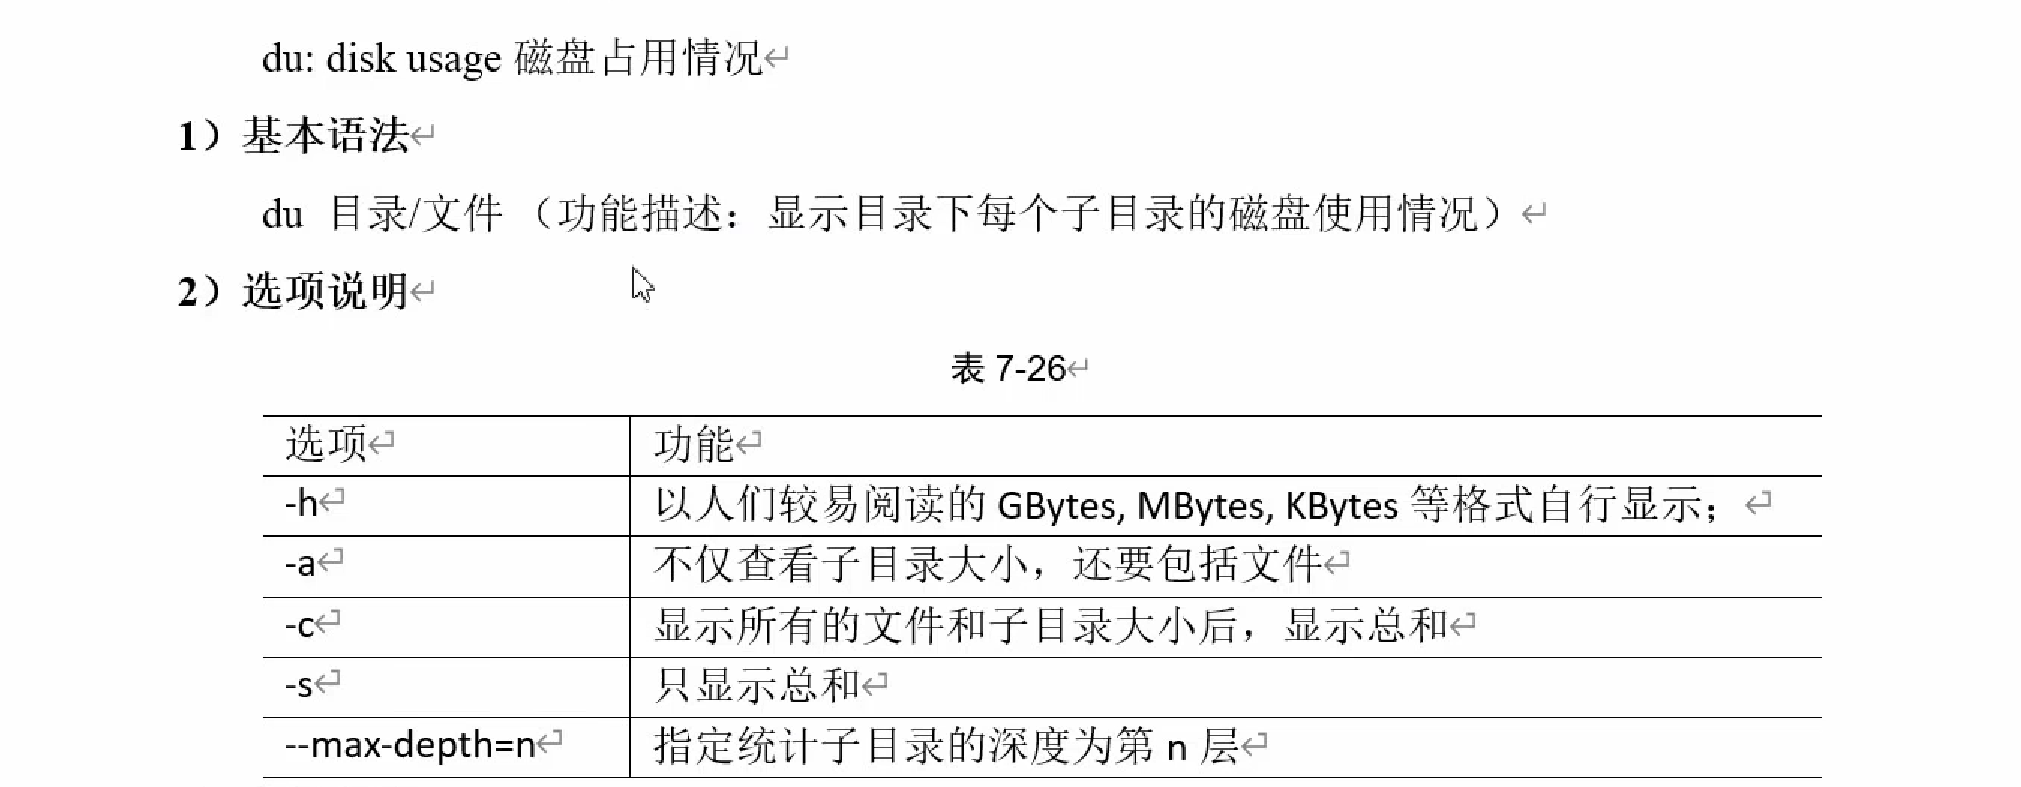 du: disk usage 磁盘占用情况↵
1）基本语法↵
du 目录/文件 （功能描述：显示目录下每个子目录的磁盘使用情况）↵
2）选项说明↵
表 7-26↵
选项↵ 功能↵
-h↵ 以人们较易阅读的 GBytes, MBytes, KBytes 等格式自行显示；↵
-a↵ 不仅查看子目录大小，还要包括文件↵
-c↵ 显示所有的文件和子目录大小后，显示总和↵
-s↵ 只显示总和↵
--max-depth=n↵ 指定统计子目录的深度为第 n 层↵